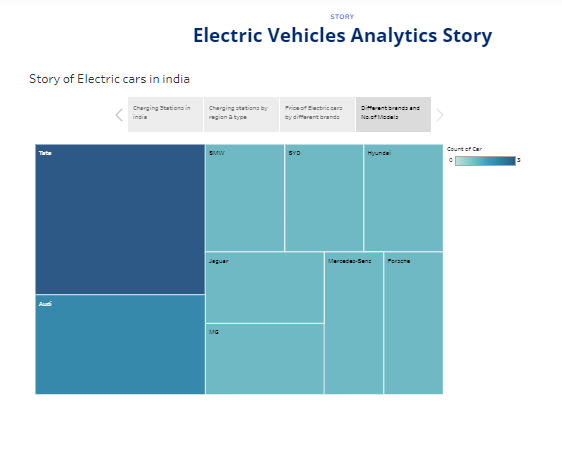 STORY
Electric Vehicles Analytics Story
Story of Electric cars in india
Charging Stations in
india
Charging stations by
region & type
Price of Electric cars
by different brands
Different brands and
No.of Models
Count of Car
0
5
Tata
BMW
BYD
Hyundai
Jaguar
Mercedes-Benz
Porsche
Audi
MG